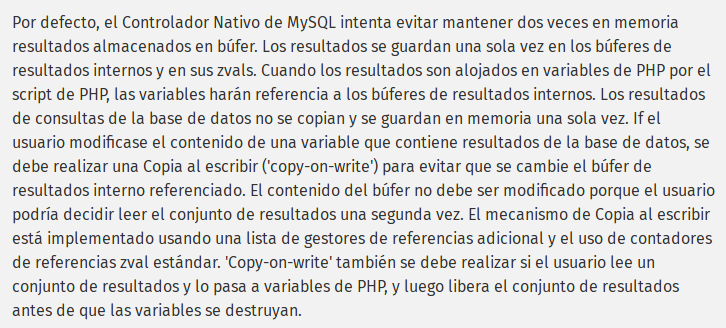 Por defecto, el Controlador Nativo de MySQL intenta evitar mantener dos veces en memoria
resultados almacenados en búfer. Los resultados se guardan una sola vez en los búferes de
resultados internos y en sus zvals. Cuando los resultados son alojados en variables de PHP por el
script de PHP, las variables harán referencia a los búferes de resultados internos. Los resultados
de consultas de la base de datos no se copian y se guardan en memoria una sola vez. If el
usuario modificase el contenido de una variable que contiene resultados de la base de datos, se
debe realizar una Copia al escribir ('copy-on-write') para evitar que se cambie el búfer de
resultados interno referenciado. El contenido del búfer no debe ser modificado porque el usuario
podría decidir leer el conjunto de resultados una segunda vez. El mecanismo de Copia al escribir
está implementado usando una lista de gestores de referencias adicional y el uso de contadores
de referencias zval estándar. 'Copy-on-write' también se debe realizar si el usuario lee un
conjunto de resultados y lo pasa a variables de PHP, y luego libera el conjunto de resultados
antes de que las variables se destruyan.